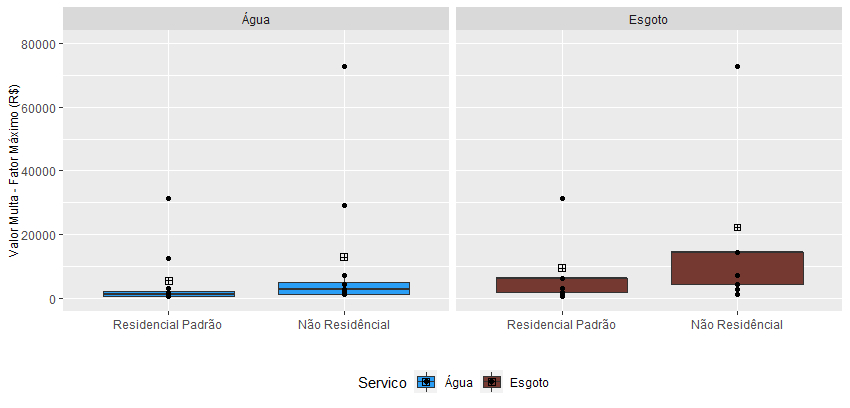 Água
Esgoto
Valor Multa - Fator Máximo (R$)
80000
60000
40000
20000
0
Residencial Padrão
Não Residêncial
Residencial Padrão
Não Residêncial
Servico
Água
Esgoto